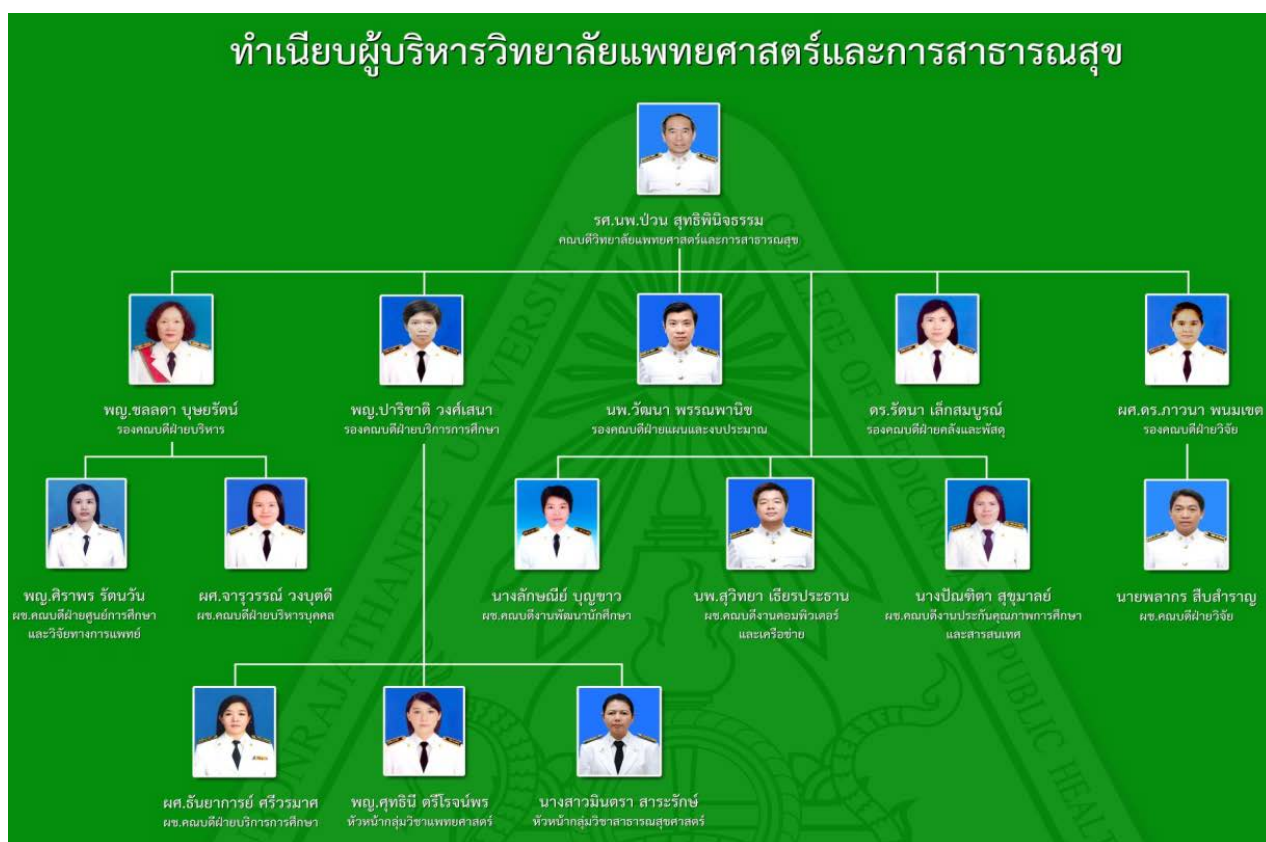 ทำเนียบผู้บริหารวิทยาลัยแพทยศาสตร์และการสาธารณสุข
รศ.นพ.ป่วน สุทธิพินิจธรรม
คณบดีวิทยาลัยแพทยศาสตร์และการสาธารณสุข
พญ.ชลลดา บุษยรัตน์
รองคณบดีฝ่ายบริหาร
พญ.ปาริชาติ วงศ์เสนา
รองคณบดีฝ่ายบริการการศึกษา
นพ.วัฒนา พรรณพานิช
รองคณบดีฝ่ายแผนและงบประมาณ
ดร.รัตนา เล็กสมบูรณ์
รองคณบดีฝ่ายคลังและพัสดุ
ผศ.ดร.ภาวนา พนมเขต
รองคณบดีฝ่ายวิจัย
พญ.ศิราพร รัตนวัน
ผช.คณบดีฝ่ายศูนย์การศึกษา
และวิจัยทางการแพทย์
ผศ.จารุวรรณ์ วงบุตดี
ผช.คณบดีฝ่ายบริหารบุคคล
นางลักษณีย์ บุญขาว
ผช.คณบดีงานพัฒนานักศึกษา
นพ.สุวิทยา เธียรประธาน
ผช.คณบดีงานคอมพิวเตอร์
และเครือข่าย
นางปัณฑิตา สุขุมาลย์
ผช.คณบดีงานประกันคุณภาพการศึกษา
และสารสนเทศ
นายพลากร สืบสำราญ
ผช.คณบดีฝ่ายวิจัย
ผศ.ธันยาการย์ ศรีวรมาศ
ผช.คณบดีฝ่ายบริการการศึกษา
พญ.ศุทธินี ตรีโรจน์พร
หัวหน้ากลุ่มวิชาแพทยศาสตร์
นางสาวมินตรา สาระรักษ์
หัวหน้ากลุ่มวิชาสาธารณสุขศาสตร์
UNIVERSITY
COLLEGE OF
PUBLIC